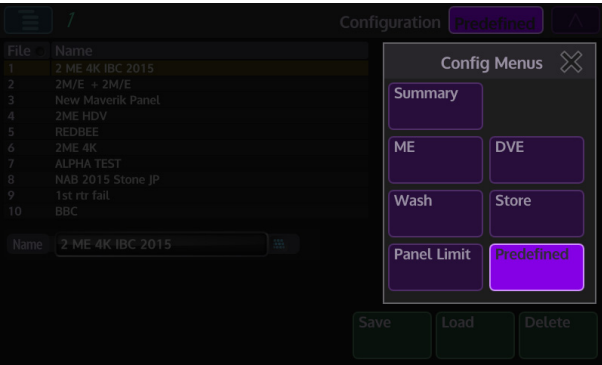 1 Configuration Predefined
File Name
1 2 ME 4K IBC 2015
2 2M/E + 2M/E
3 New Maverik Panel
4 2ME HDV
5 REDBEE
6 2ME 4K
7 ALPHA TEST
8 NAB 2015 Stone JP
9 1st rtr fail
10 BBC
Name 2 ME 4K IBC 2015
Config Menus
Summary
ME DVE
Wash Store
Panel Limit Predefined
Save Load Delete